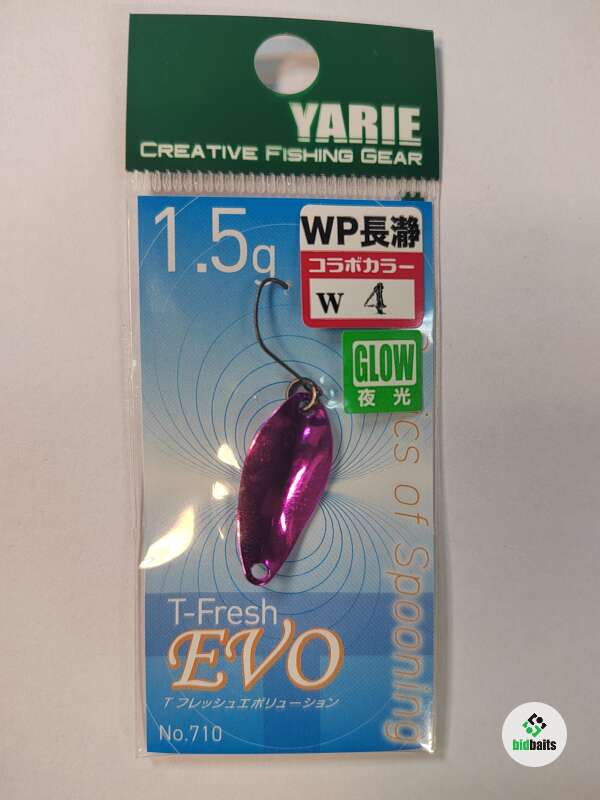 YARIE
CREATIVE FISHING GEAR
1.5g
WP長瀞
コラボカラー
W 4
GLOW
夜光
ics of Spooning
T-Fresh
EVO
T フレッシュエボリューション
No.710
bidbaits